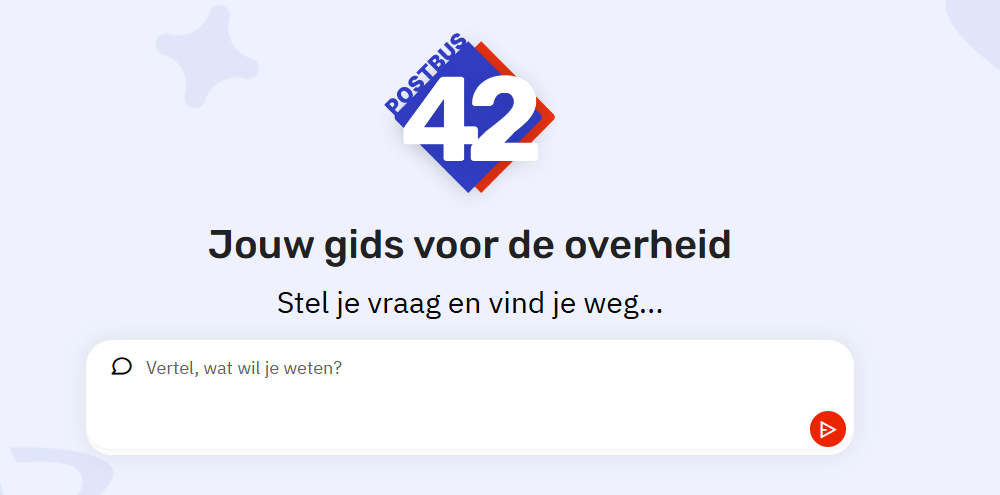 POSTBUS
42
Jouw gids voor de overheid
Stel je vraag en vind je weg...
Vertel, wat wil je weten?